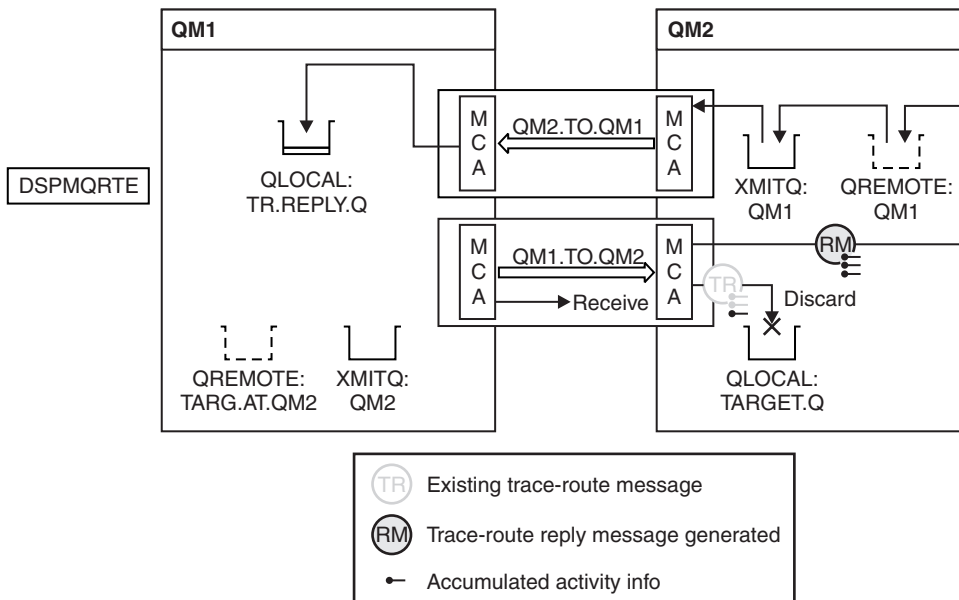 QM1
QM2
M
C
A
QM2.TO.QM1
M
C
A
DSPMQRTE
QLOCAL:
TR.REPLY.Q
XMITQ:
QM1
QREMOTE:
QM1
M
C
A
QM1.TO.QM2
Receive
M
C
A
RM
TR
Discard
QREMOTE:
TARG.AT.QM2
XMITQ:
QM2
QLOCAL:
TARGET.Q
TR Existing trace-route message
RM Trace-route reply message generated
Accumulated activity info